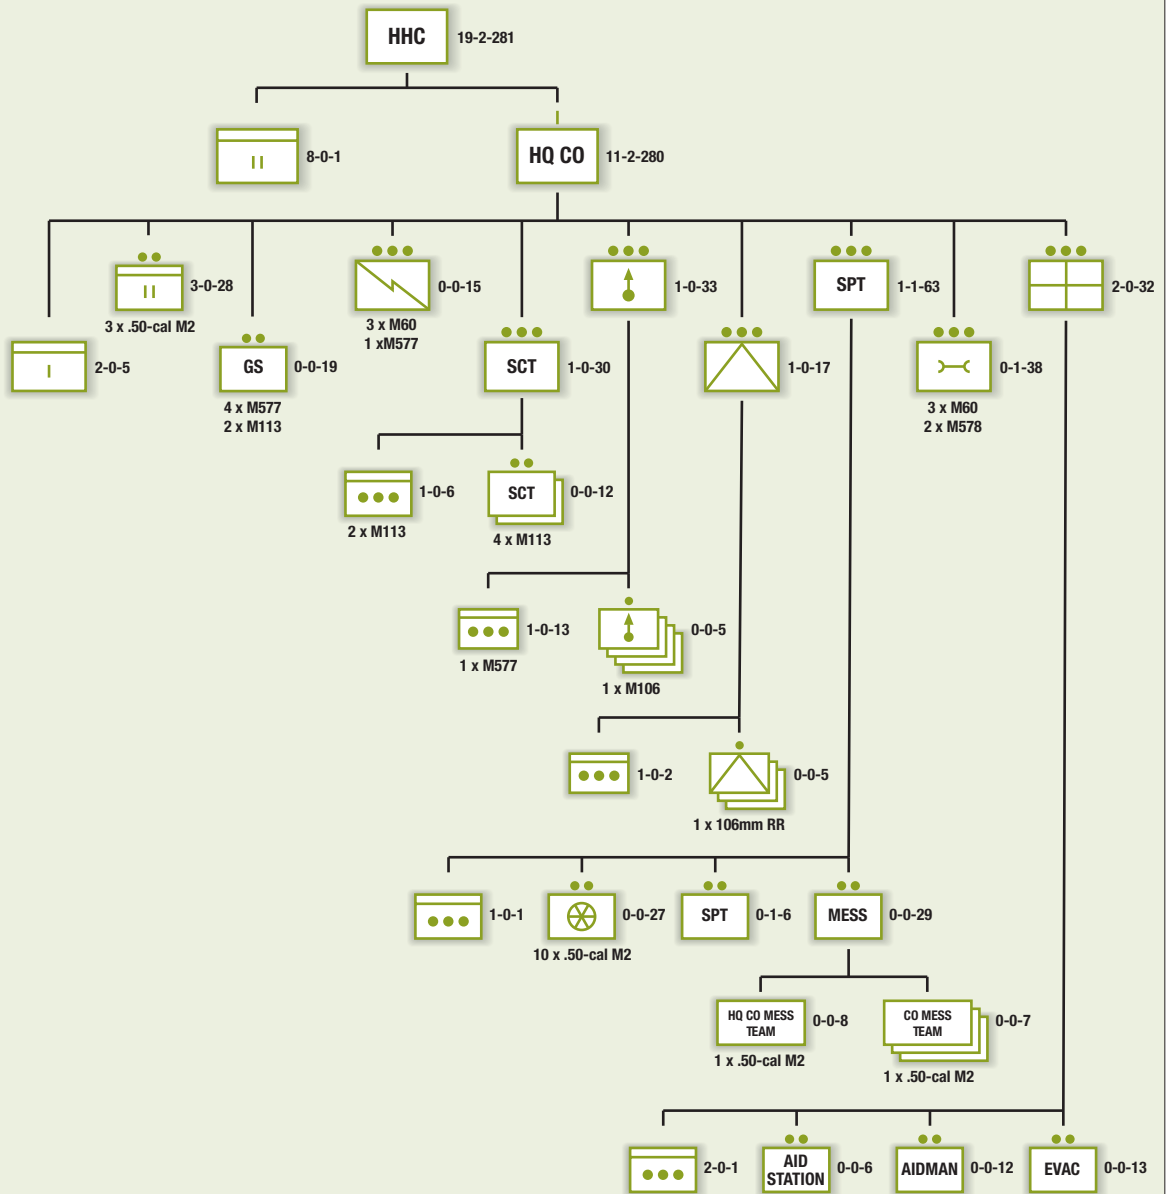 HHC 19-2-281
8-0-1
HQ CO 11-2-280
3-0-28
3 x .50-cal M2
0-0-15
3 x M60
1 xM577
1-0-33
SPT 1-1-63
2-0-32
2-0-5
GS 0-0-19
4 x M577
2 x M113
SCT 1-0-30
1-0-17
0-1-38
3 x M60
2 x M578
1-0-6
2 x M113
SCT 0-0-12
4 x M113
1-0-13
1 x M577
0-0-5
1 x M106
1-0-2
0-0-5
1 x 106mm RR
1-0-1
0-0-27
10 x .50-cal M2
SPT 0-1-6
MESS 0-0-29
HQ CO MESS
TEAM
0-0-8
1 x .50-cal M2
CO MESS
TEAM
0-0-7
1 x .50-cal M2
2-0-1
AID
STATION
0-0-6
AIDMAN 0-0-12
EVAC 0-0-13